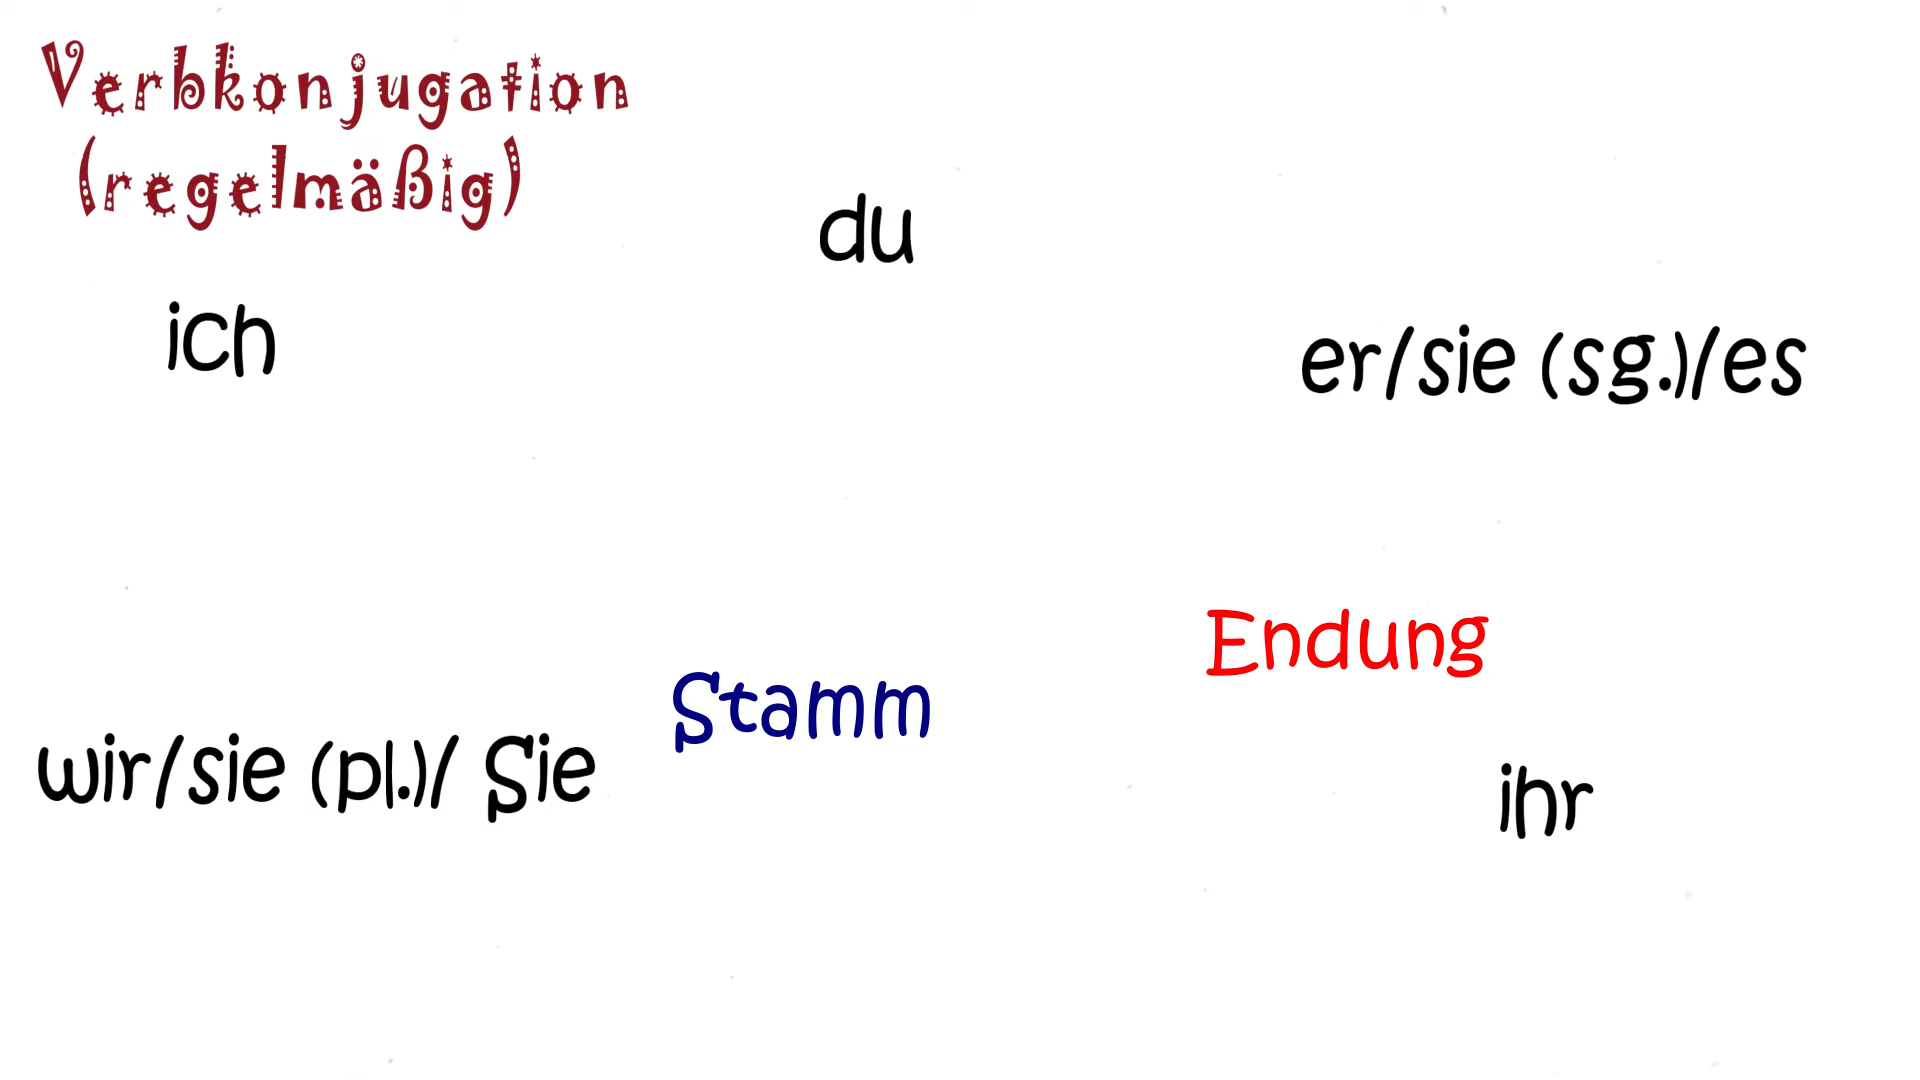 Verbkonjugation
(regelmäßig)
du
ich
er/sie (sg.)/es
Endung
Stamm
wir/sie (pl.)/ Sie
ihr